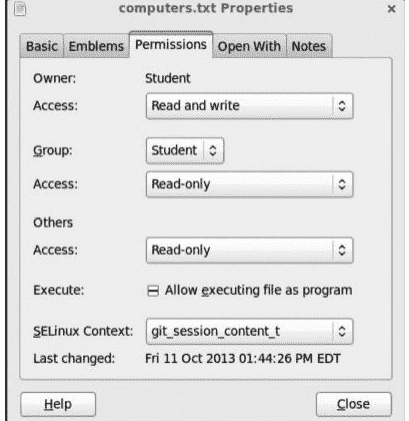 computers.txt Properties
Basic Emblems Permissions Open With Notes
Owner: Student
Access: Read and write
Group: Student
Access: Read-only
Others
Access: Read-only
Execute: Allow executing file as program
SELinux Context: git_session_content_t
Last changed: Fri 11 Oct 2013 01:44:26 PM EDT
Help Close